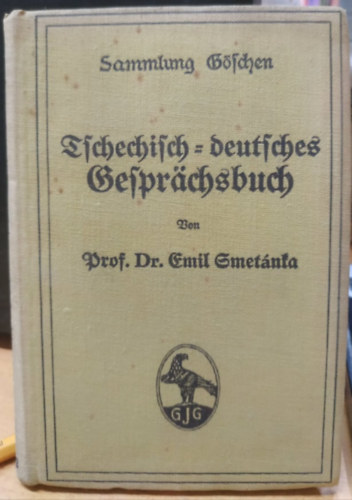 Sammlung Göschen
Tschechisch=deutsches
Gesprächsbuch
Von
Prof. Dr. Emil Smetánka
GJG